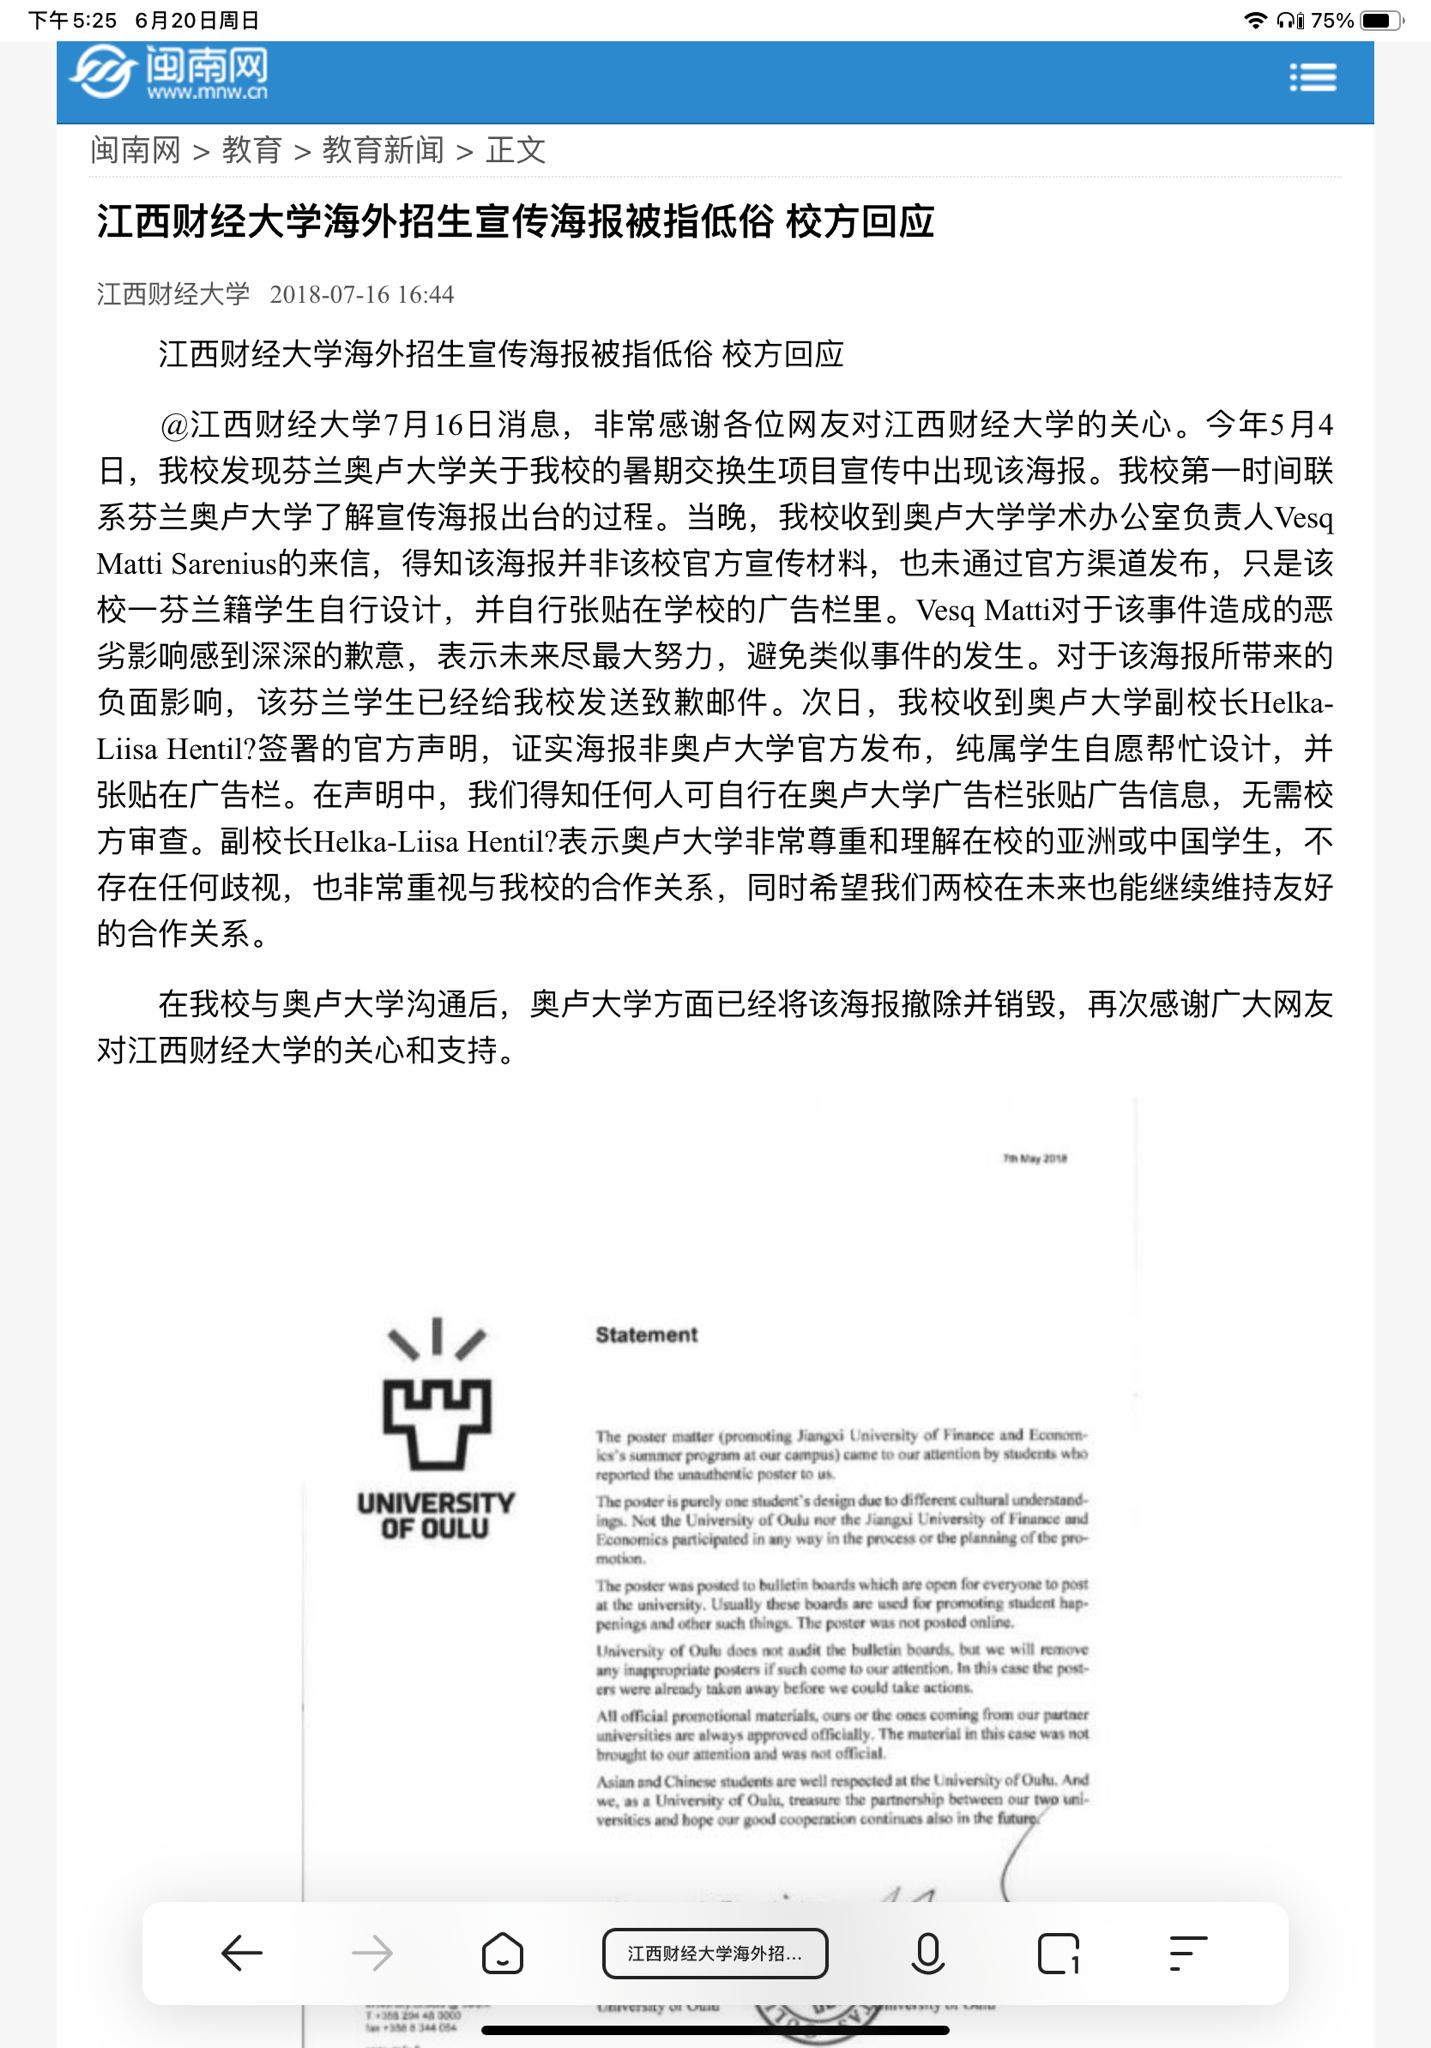 下午5:25 6月20日周日
75%
闽南网
www.mnw.cn
闽南网 > 教育 > 教育新闻 > 正文
江西财经大学海外招生宣传海报被指低俗 校方回应
江西财经大学 2018-07-16 16:44
江西财经大学海外招生宣传海报被指低俗 校方回应
@江西财经大学7月16日消息，非常感谢各位网友对江西财经大学的关心。今年5月4
日，我校发现芬兰奥卢大学关于我校的暑期交换生项目宣传中出现该海报。我校第一时间联
系芬兰奥卢大学了解宣传海报出台的过程。当晚，我校收到奥卢大学学术办公室负责人Vesq
Matti Sarenius的来信，得知该海报并非该校官方宣传材料，也未通过官方渠道发布，只是该
校一芬兰籍学生自行设计，并自行张贴在学校的广告栏里。Vesq Matti对于该事件造成的恶
劣影响感到深深的歉意，表示未来尽最大努力，避免类似事件的发生。对于该海报所带来的
负面影响，该芬兰学生已经给我校发送致歉邮件。次日，我校收到奥卢大学副校长Helka-
Liisa Hentil?签署的官方声明，证实海报非奥卢大学官方发布，纯属学生自愿帮忙设计，并
张贴在广告栏。在声明中，我们得知任何人可自行在奥卢大学广告栏张贴广告信息，无需校
方审查。副校长Helka-Liisa Hentil?表示奥卢大学非常尊重和理解在校的亚洲或中国学生，不
存在任何歧视，也非常重视与我校的合作关系，同时希望我们两校在未来也能继续维持友好
的合作关系。
在我校与奥卢大学沟通后，奥卢大学方面已经将该海报撤除并销毁，再次感谢广大网友
对江西财经大学的关心和支持。
7th May 2018
Statement
UNIVERSITY
OF OULU
The poster matter (promoting Jiangxi University of Finance and Econom-
ics's summer program at our campus) came to our attention by students who
reported the unauthentic poster to us.
The poster is purely one student's design due to different cultural understand-
ings. Not the University of Oulu nor the Jiangxi University of Finance and
Economics participated in any way in the process or the planning of the pro-
motion.
The poster was posted to bulletin boards which are open for everyone to post
at the university. Usually these boards are used for promoting student hap-
penings and other such things. The poster was not posted online.
University of Oulu does not audit the bulletin boards, but we will remove
any inappropriate posters if such come to our attention. In this case the post-
ers were already taken away before we could take actions.
All official promotional materials, ours or the ones coming from our partner
universities are always approved officially. The material in this case was not
brought to our attention and was not official.
Asian and Chinese students are well respected at the University of Oulu. And
we, as a University of Oulu, treasure the partnership between our two uni-
versities and hope our good cooperation continues also in the future.
江西财经大学海外招...
1
University of Oulu
University of Oulu
T +358 294 48 0000
fax +358 8 344 064